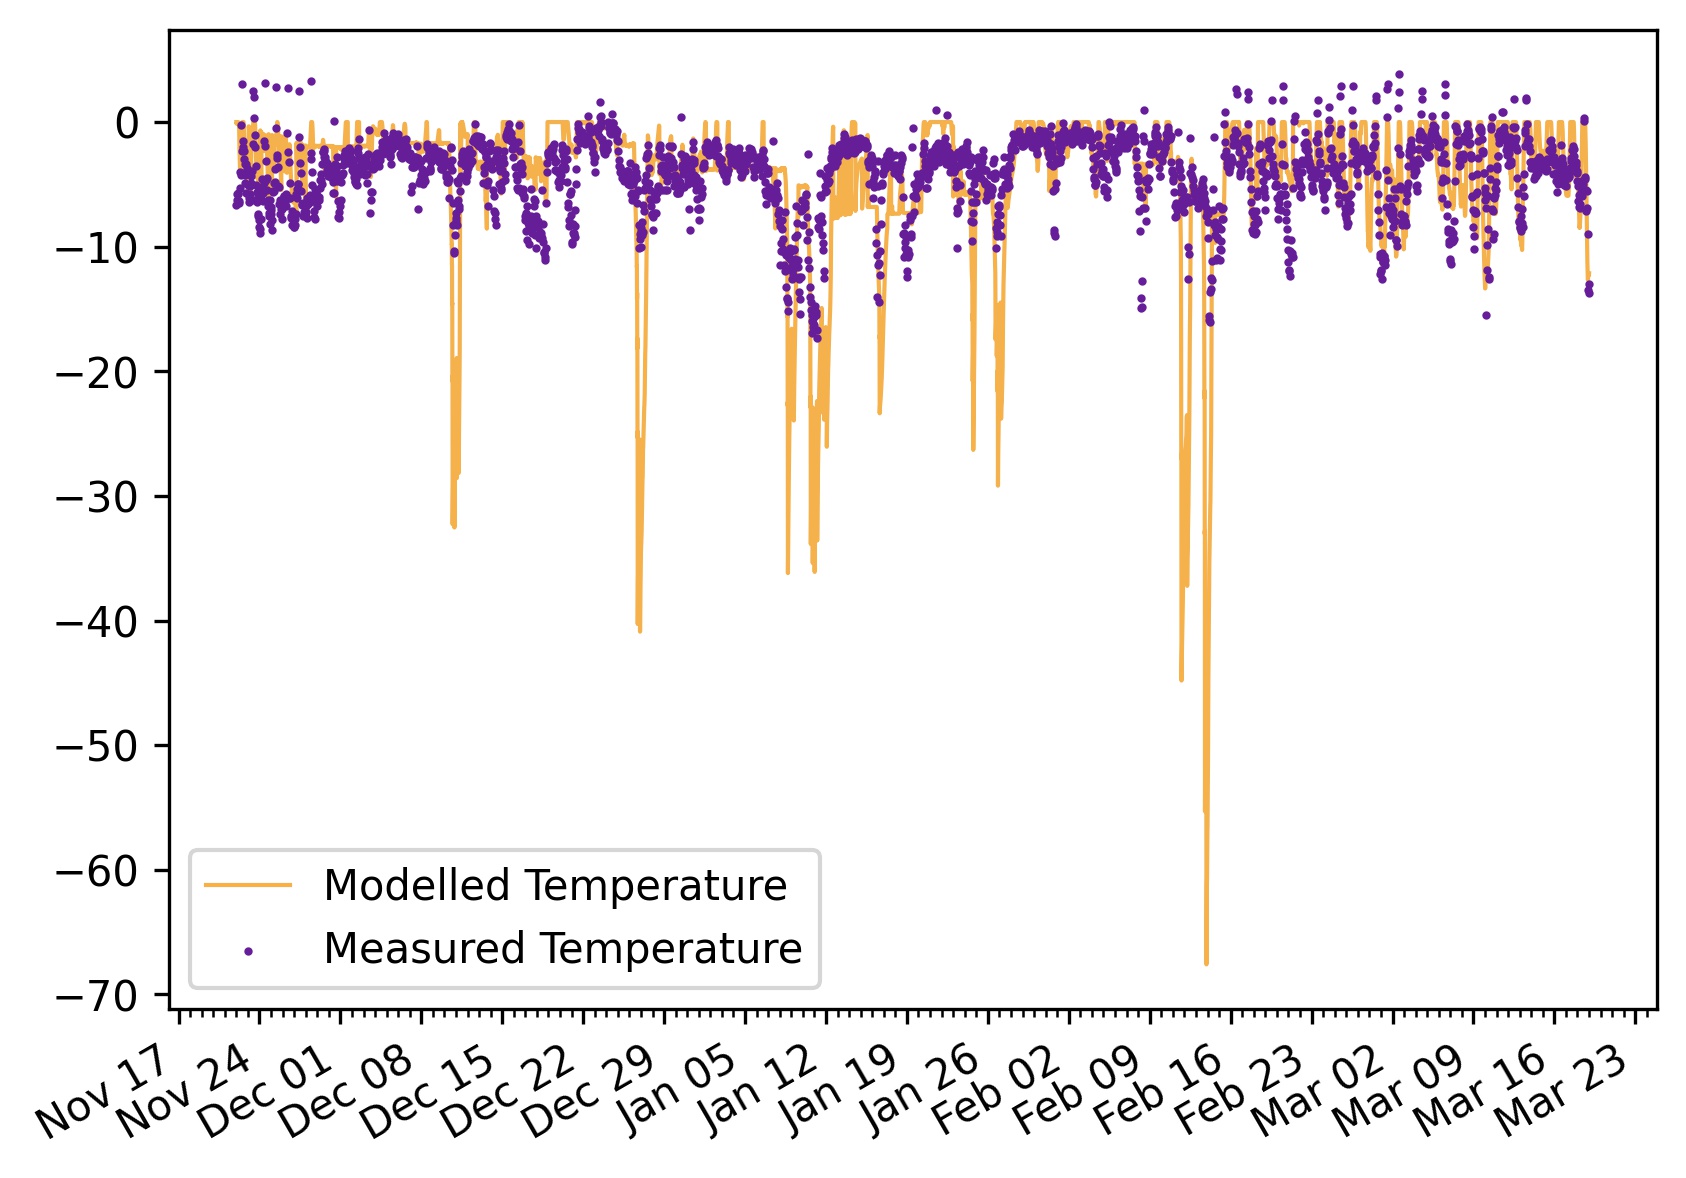 0
−10
−20
−30
−40
−50
−60
−70
Modelled Temperature
Measured Temperature
Nov 17
Nov 24
Dec 01
Dec 08
Dec 15
Dec 22
Dec 29
Jan 05
Jan 12
Jan 19
Jan 26
Feb 02
Feb 09
Feb 16
Feb 23
Mar 02
Mar 09
Mar 16
Mar 23